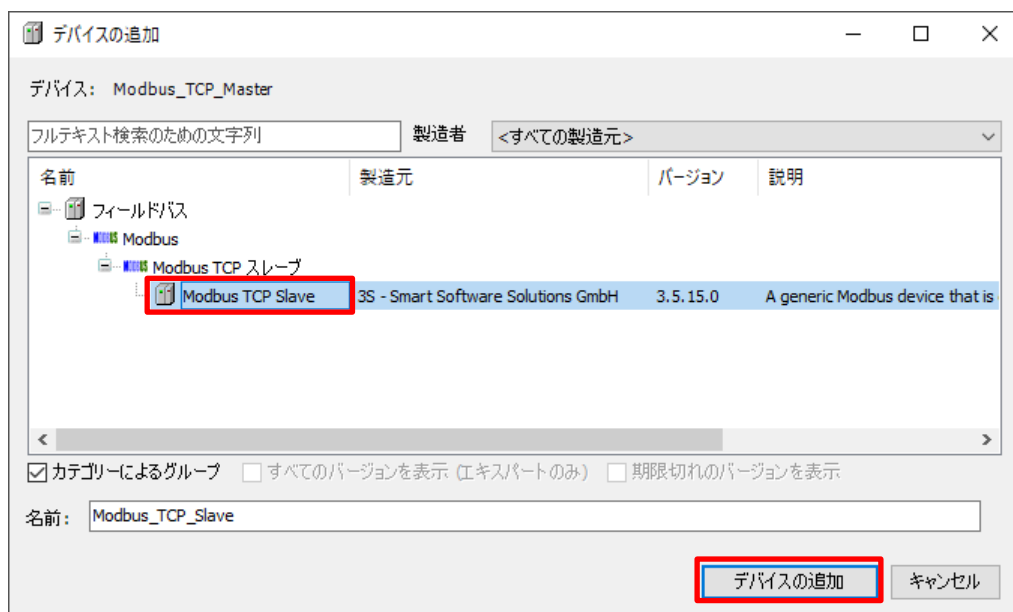 デバイスの追加
デバイス: Modbus_TCP_Master
フルテキスト検索のための文字列 製造者 <すべての製造元>
名前 製造元 バージョン 説明
フィールドバス
MODBUS Modbus
MODBUS Modbus TCP スレーブ
Modbus TCP Slave 3S - Smart Software Solutions GmbH 3.5.15.0 A generic Modbus device that is
カテゴリーによるグループ すべてのバージョンを表示 (エキスパートのみ) 期限切れのバージョンを表示
名前: Modbus_TCP_Slave
デバイスの追加 キャンセル